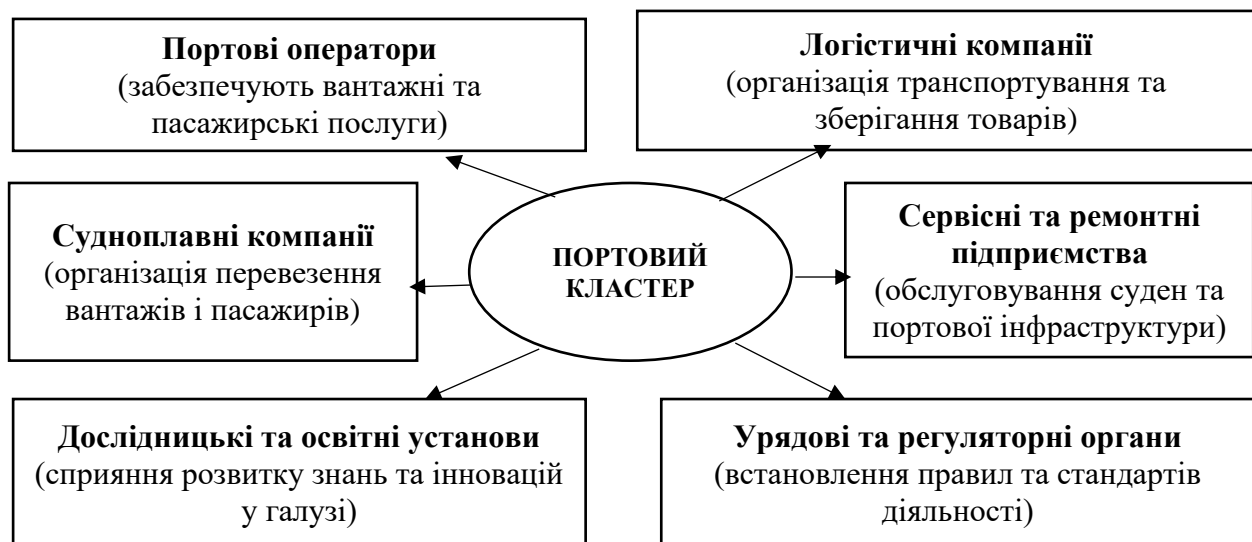 Портові оператори
(забезпечують вантажні та
пасажирські послуги)
Логістичні компанії
(організація транспортування та
зберігання товарів)
Судноплавні компанії
(організація перевезення
вантажів і пасажирів)
ПОРТОВИЙ
КЛАСТЕР
Сервісні та ремонтні
підприємства
(обслуговування суден та
портової інфраструктури)
Дослідницькі та освітні установи
(сприяння розвитку знань та інновацій
у галузі)
Урядові та регуляторні органи
(встановлення правил та стандартів
діяльності)